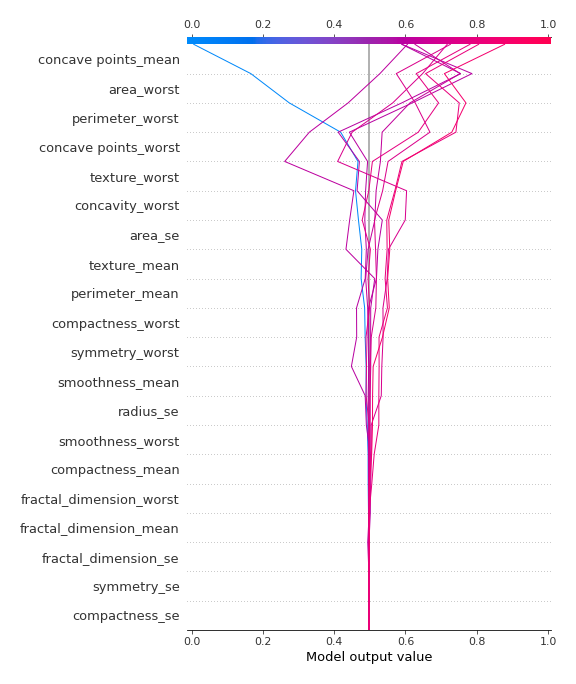 0.0 0.2 0.4 0.6 0.8 1.0
concave points_mean
area_worst
perimeter_worst
concave points_worst
texture_worst
concavity_worst
area_se
texture_mean
perimeter_mean
compactness_worst
symmetry_worst
smoothness_mean
radius_se
smoothness_worst
compactness_mean
fractal_dimension_worst
fractal_dimension_mean
fractal_dimension_se
symmetry_se
compactness_se
0.0 0.2 0.4 0.6 0.8 1.0
Model output value